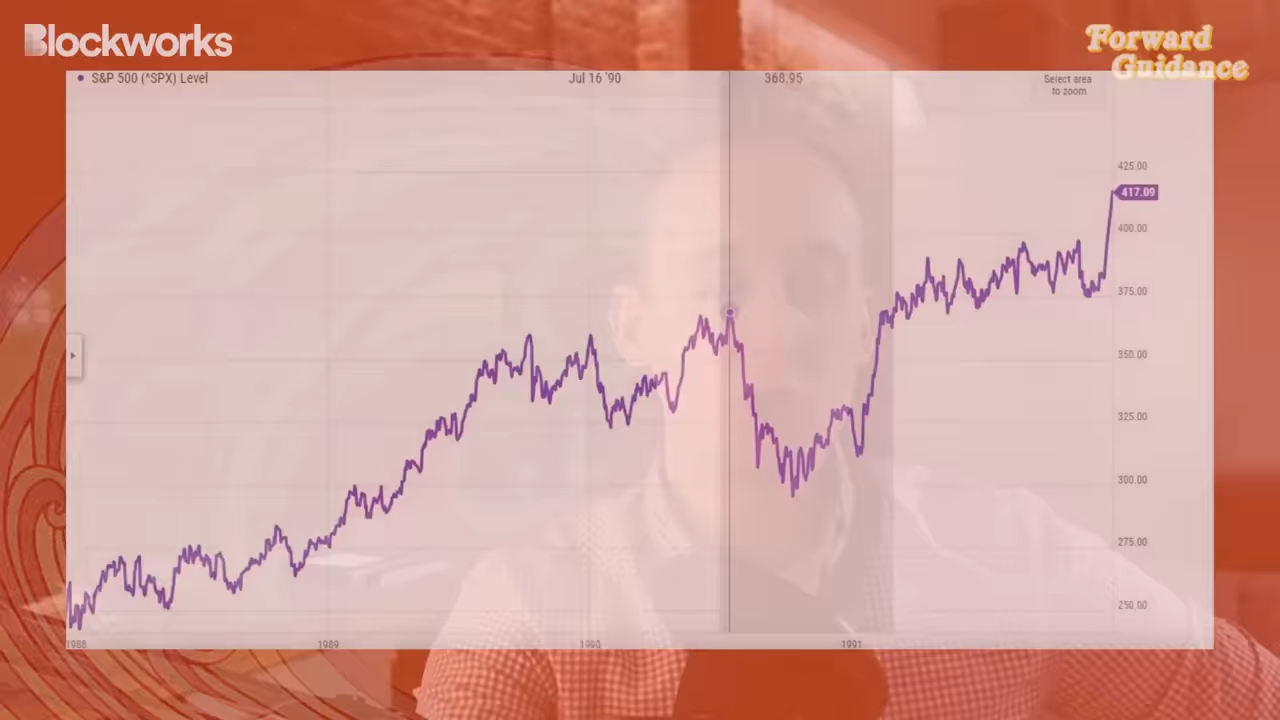 Blockworks
Forward
Guidance
S&P 500 (^SPX) Level
Jul 16 '90
368.95
Select area
to zoom
425.00
417.09
400.00
375.00
350.00
325.00
300.00
275.00
250.00
1988
1989
1990
1991